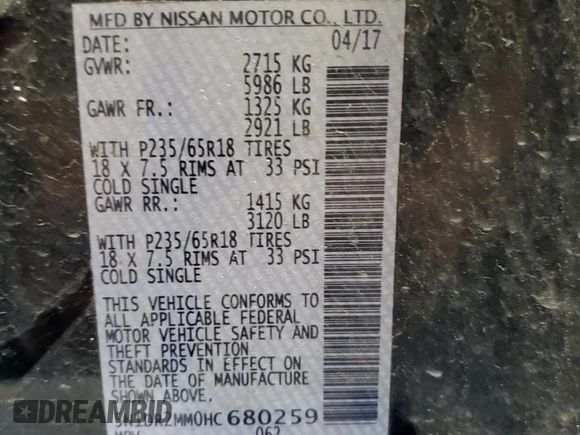 MFD BY NISSAN MOTOR CO., LTD.
DATE: 04/17
GVWR: 2715 KG
5986 LB
GAWR FR.: 1325 KG
2921 LB
WITH P235/65R18 TIRES
18 X 7.5 RIMS AT 33 PSI
COLD SINGLE
GAWR RR.: 1415 KG
3120 LB
WITH P235/65R18 TIRES
18 X 7.5 RIMS AT 33 PSI
COLD SINGLE
THIS VEHICLE CONFORMS TO
ALL APPLICABLE FEDERAL
MOTOR VEHICLE SAFETY AND
THEFT PREVENTION
STANDARDS IN EFFECT ON
THE DATE OF MANUFACTURE
SHOWN ABOVE.
680259
MPV 062
DREAMBID